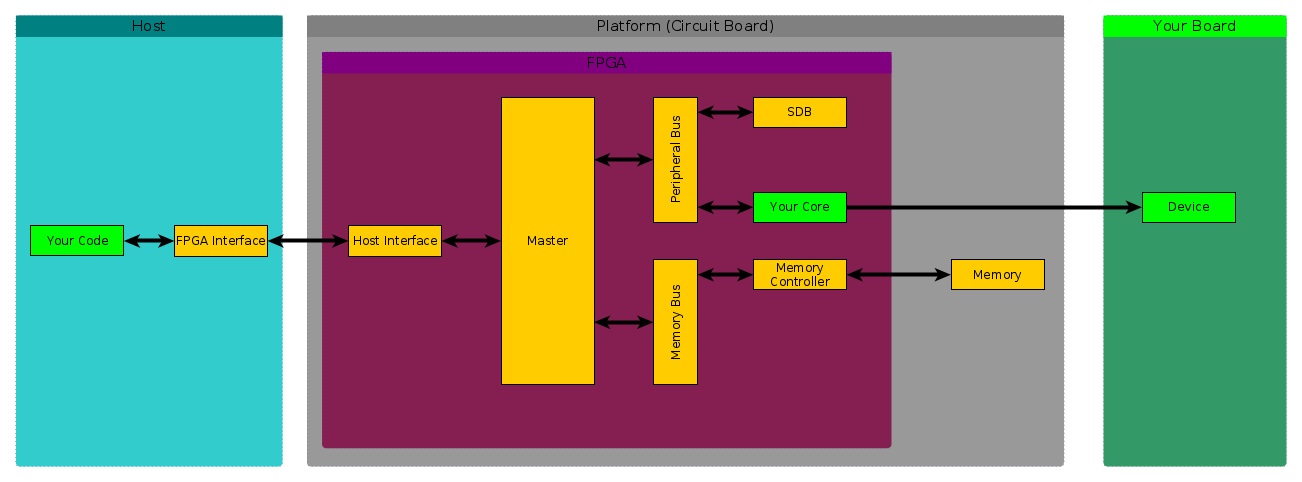 Host
Platform (Circuit Board)
Your Board
FPGA
Peripheral Bus
SDB
Your Core
Device
Your Code
FPGA Interface
Host Interface
Master
Memory Bus
Memory
Controller
Memory